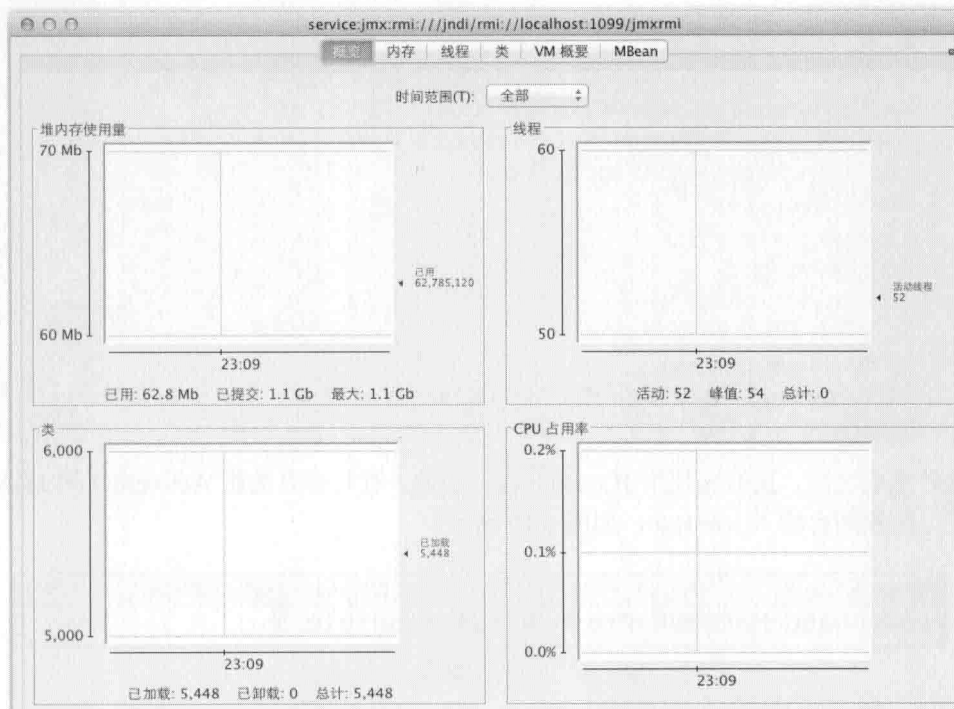 service:jmx:rmi:///jndi/rmi://localhost:1099/jmxrmi
概览 内存 线程 类 VM 概要 MBean
时间范围(T): 全部
堆内存使用量
70 Mb
60 Mb
已用
62,785,120
23:09
已用: 62.8 Mb 已提交: 1.1 Gb 最大: 1.1 Gb
线程
60
50
活动线程
52
23:09
活动: 52 峰值: 54 总计: 0
类
6,000
5,000
已加载
5,448
23:09
已加载: 5,448 已卸载: 0 总计: 5,448
CPU 占用率
0.2%
0.1%
0.0%
23:09